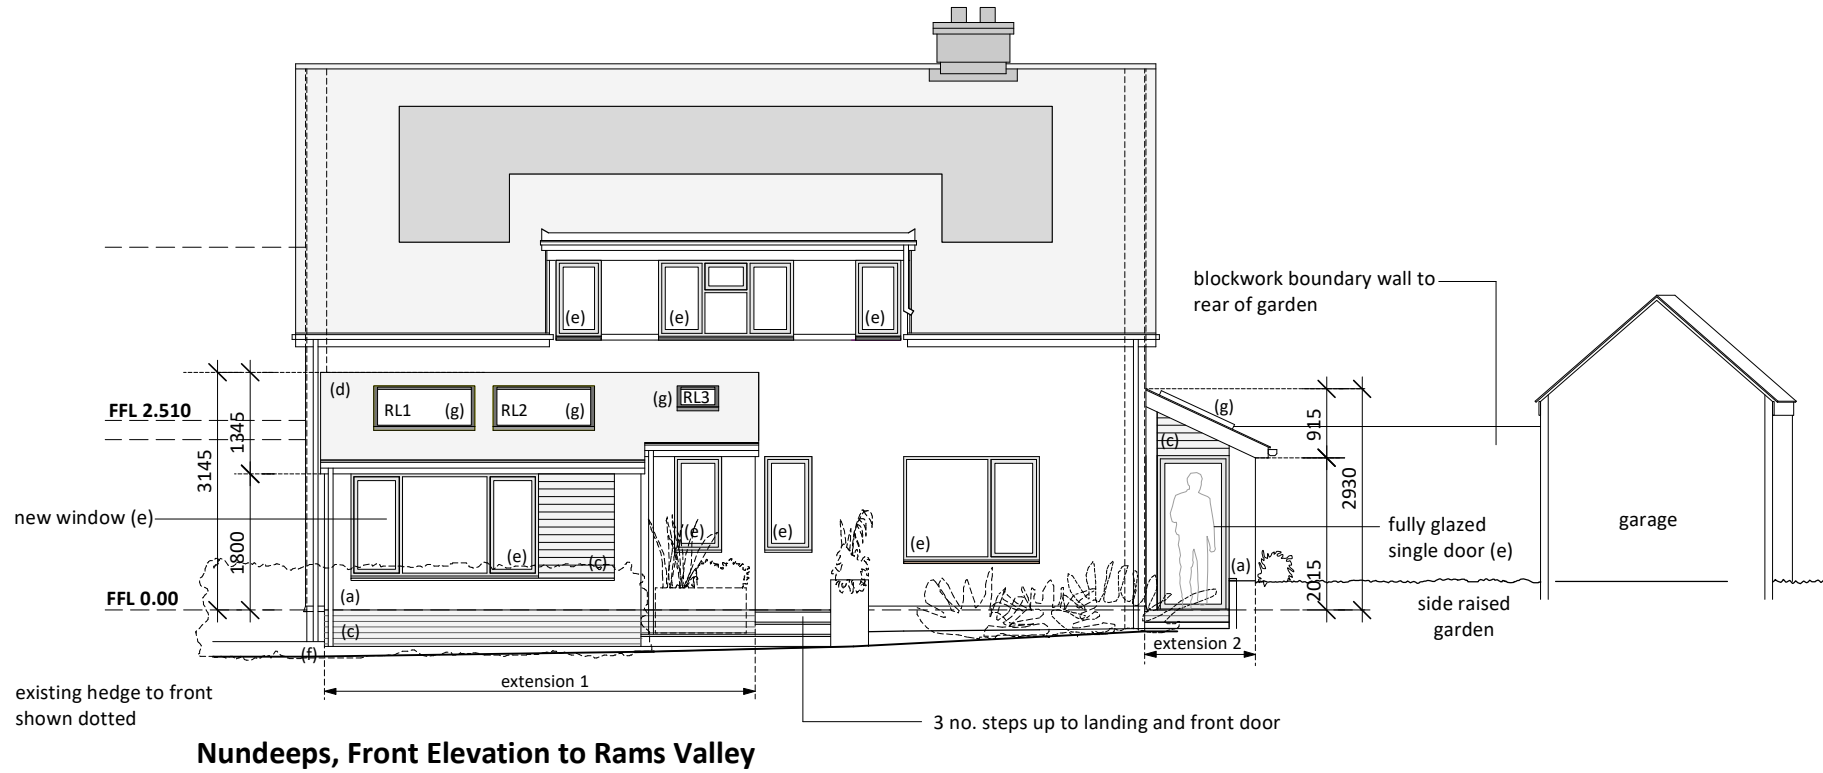 blockwork boundary wall to
rear of garden
(e)
(e)
(e)
(d)
RL1
(g)
RL2
(g)
(g)
RL3
(g)
FFL 2.510
1345
3145
915
2930
(c)
new window (e)
(e)
(c)
(e)
(e)
(e)
fully glazed
single door (e)
garage
1800
(a)
2015
FFL 0.00
(a)
(c)
(f)
side raised
garden
extension 2
extension 1
existing hedge to front
shown dotted
3 no. steps up to landing and front door
Nundeeps, Front Elevation to Rams Valley